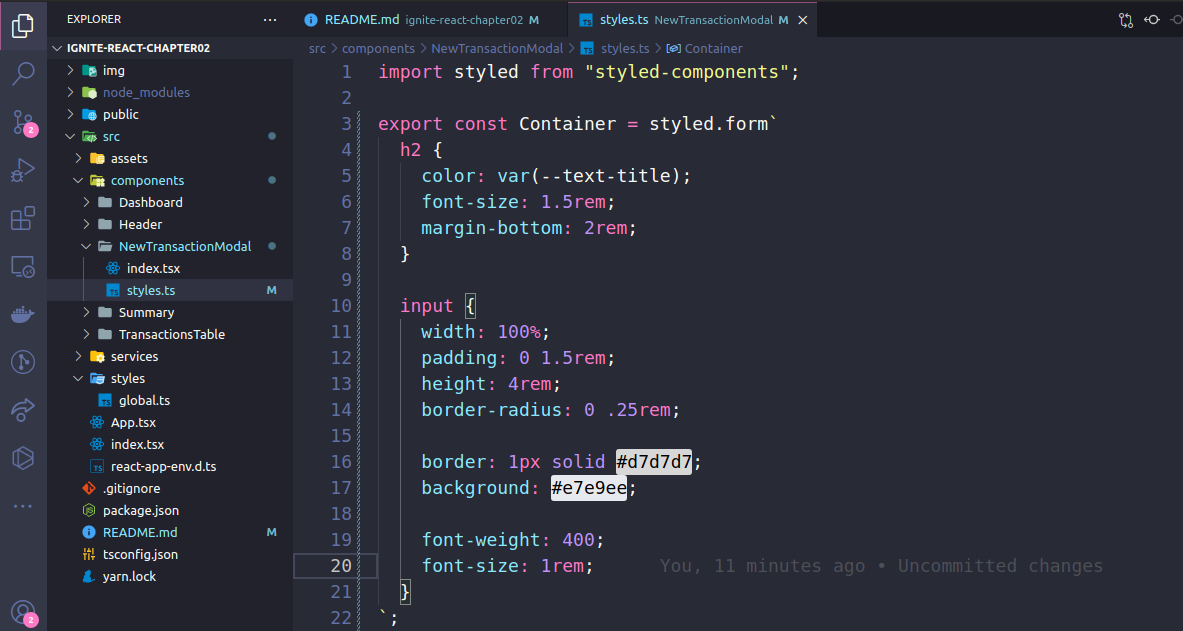 EXPLORER
README.md ignite-react-chapter02 M
styles.ts NewTransactionModal M
IGNITE-REACT-CHAPTER02
src > components > NewTransactionModal > styles.ts > Container
img
node_modules
public
src
assets
components
Dashboard
Header
NewTransactionModal
index.tsx
styles.ts M
Summary
TransactionsTable
services
styles
global.ts
App.tsx
index.tsx
react-app-env.d.ts
.gitignore
package.json
README.md M
tsconfig.json
yarn.lock
2
2
1 import styled from "styled-components";
2
3 export const Container = styled.form`
4 h2 {
5 color: var(--text-title);
6 font-size: 1.5rem;
7 margin-bottom: 2rem;
8 }
9
10 input {
11 width: 100%;
12 padding: 0 1.5rem;
13 height: 4rem;
14 border-radius: 0 .25rem;
15
16 border: 1px solid #d7d7d7;
17 background: #e7e9ee;
18
19 font-weight: 400;
20 font-size: 1rem; You, 11 minutes ago • Uncommitted changes
21 }
22 `;